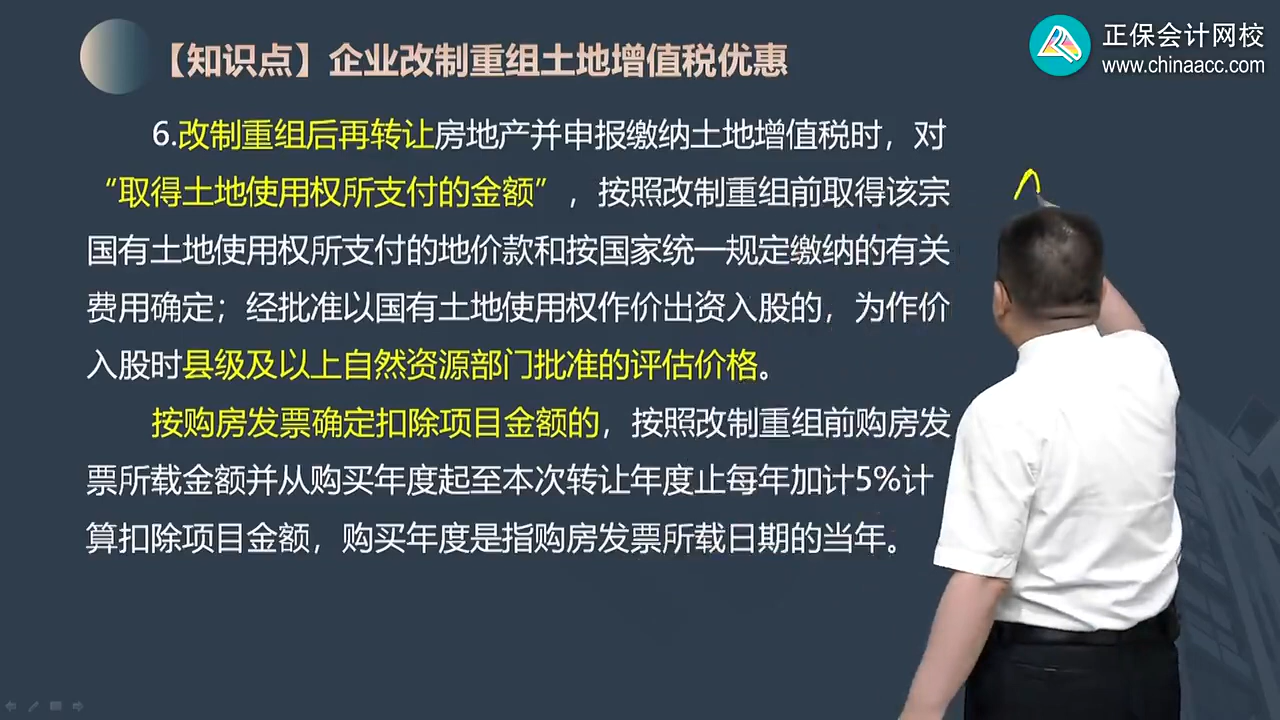 【知识点】企业改制重组土地增值税优惠
正保会计网校
www.chinaacc.com
6.改制重组后再转让房地产并申报缴纳土地增值税时，对
“取得土地使用权所支付的金额”，按照改制重组前取得该宗
国有土地使用权所支付的地价款和按国家统一规定缴纳的有关
费用确定；经批准以国有土地使用权作价出资入股的，为作价
入股时县级及以上自然资源部门批准的评估价格。
按购房发票确定扣除项目金额的，按照改制重组前购房发
票所载金额并从购买年度起至本次转让年度止每年加计5%计
算扣除项目金额，购买年度是指购房发票所载日期的当年。